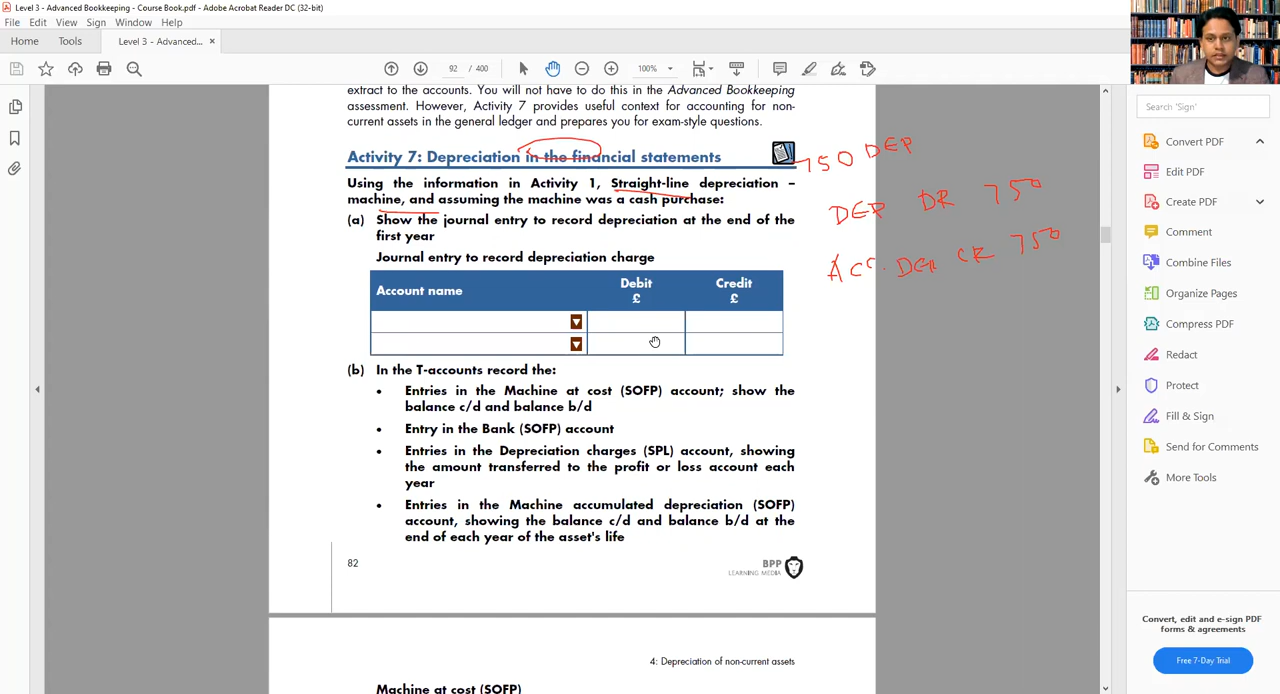 Level 3 - Advanced Bookkeeping - Course Book.pdf - Adobe Acrobat Reader DC (32-bit)
File Edit View Sign Window Help
Home Tools Level 3 - Advanced... ×
92 / 400 100%
extract to the accounts. You will not have to do this in the Advanced Bookkeeping
assessment. However, Activity 7 provides useful context for accounting for non-
current assets in the general ledger and prepares you for exam-style questions.
Activity 7: Depreciation in the financial statements
750 DEP
Using the information in Activity 1, Straight-line depreciation –
machine, and assuming the machine was a cash purchase:
DEP DR 750
(a) Show the journal entry to record depreciation at the end of the
first year
ACC. DEP CR 750
Journal entry to record depreciation charge
Account name Debit £ Credit £
(b) In the T-accounts record the:
• Entries in the Machine at cost (SOFP) account; show the
balance c/d and balance b/d
• Entry in the Bank (SOFP) account
• Entries in the Depreciation charges (SPL) account, showing
the amount transferred to the profit or loss account each
year
• Entries in the Machine accumulated depreciation (SOFP)
account, showing the balance c/d and balance b/d at the
end of each year of the asset's life
82
BPP
LEARNING MEDIA
4: Depreciation of non-current assets
Machine at cost (SOFP)
Search 'Sign'
Convert PDF
Edit PDF
Create PDF
Comment
Combine Files
Organize Pages
Compress PDF
Redact
Protect
Fill & Sign
Send for Comments
More Tools
Convert, edit and e-sign PDF
forms & agreements
Free 7-Day Trial